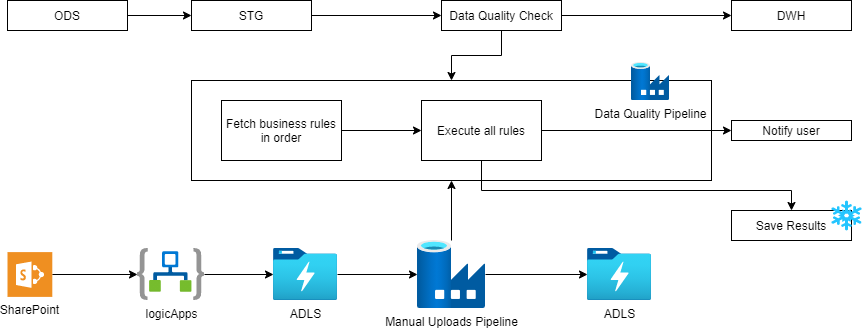 ODS
STG
Data Quality Check
DWH
Data Quality Pipeline
Fetch business rules
in order
Execute all rules
Notify user
Save Results
S
SharePoint
logicApps
ADLS
Manual Uploads Pipeline
ADLS